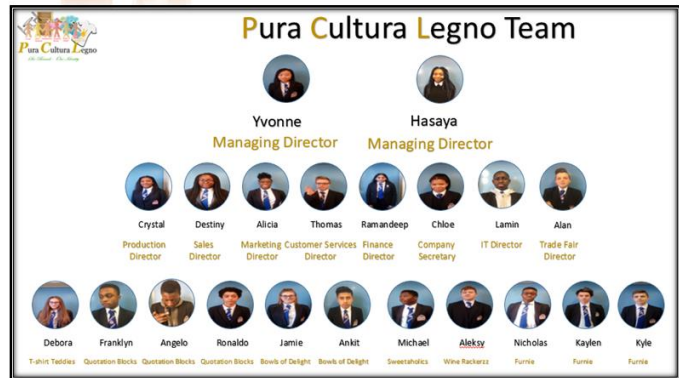 Pura Cultura Legno Team
Pura Cultura Legno
Yvonne Hasaya
Managing Director Managing Director
Crystal Destiny Alicia Thomas Ramandeep Chloe Lamin Alan
Production Director Sales Director Marketing Director Customer Services Director Finance Director Company Secretary IT Director Trade Fair Director
Debora Franklyn Angelo Ronaldo Jamie Ankit Michael Aleksy Nicholas Kaylen Kyle
T-shirt Teddies Quotation Blocks Quotation Blocks Quotation Blocks Bowls of Delight Bowls of Delight Sweetaholics Wine Rackerzz Furnie Furnie Furnie